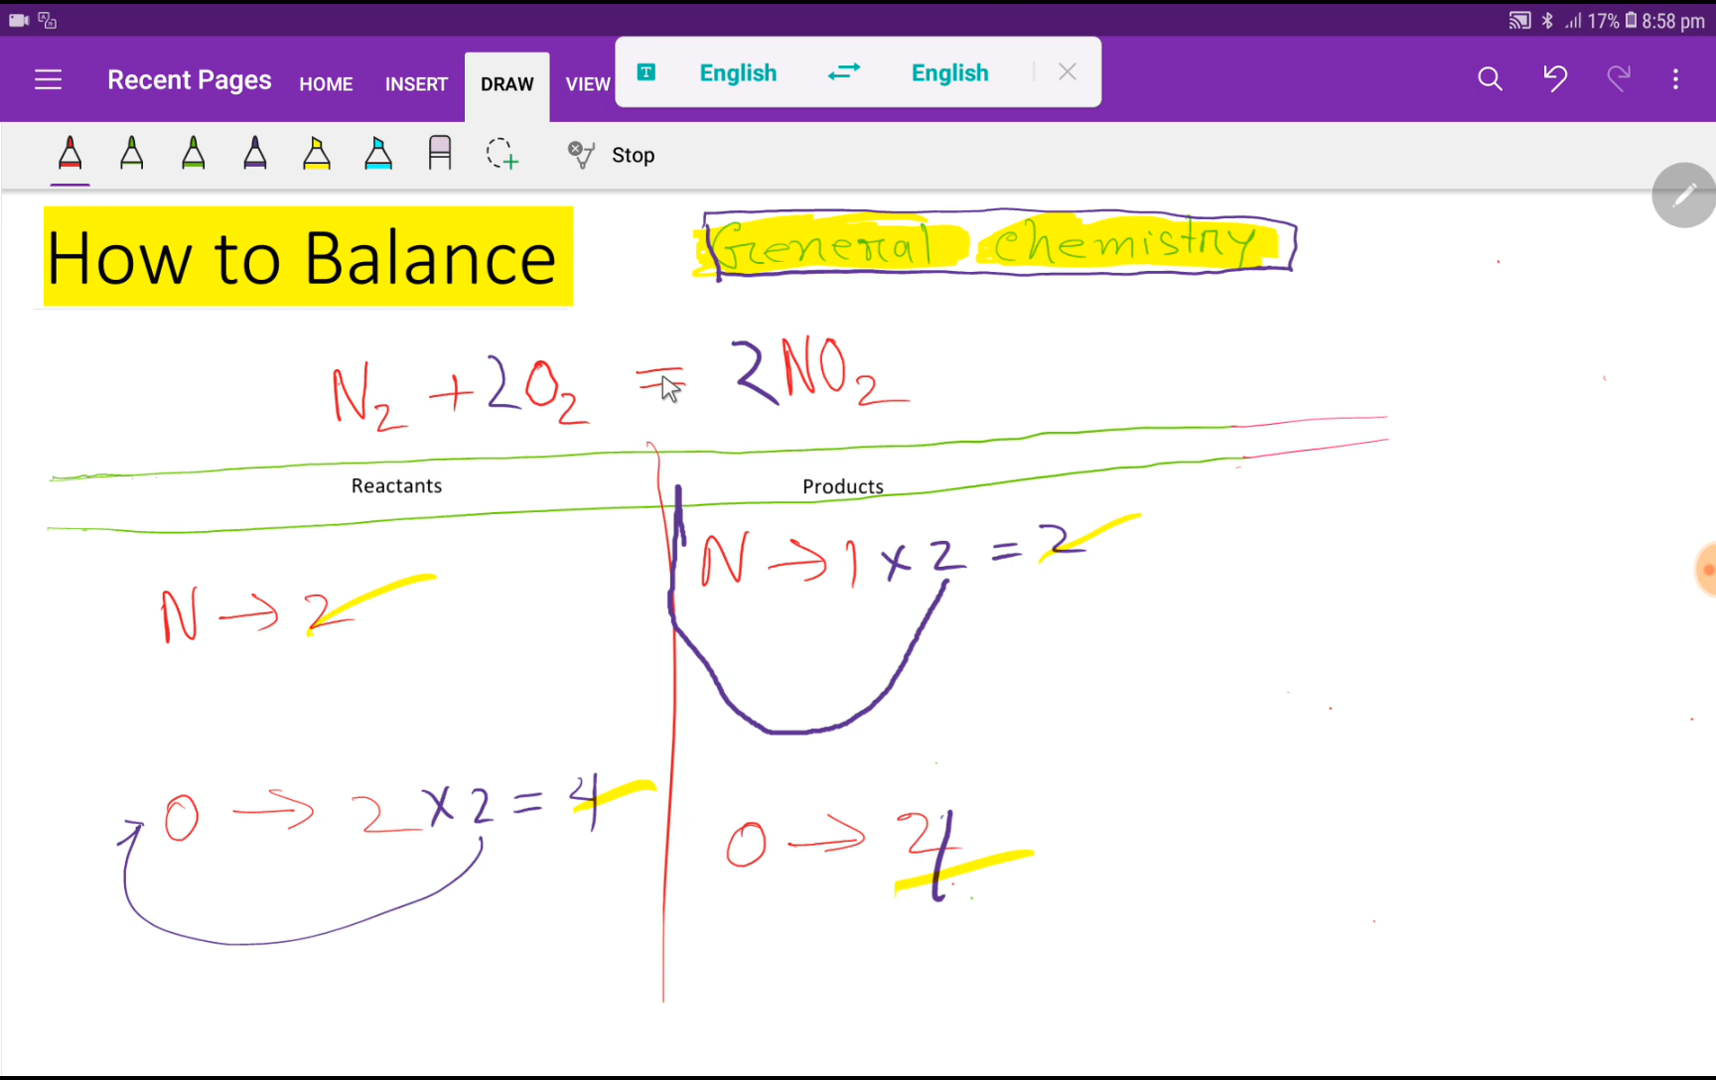 17% 8:58 pm
Recent Pages HOME INSERT DRAW VIEW
T English English
Stop
How to Balance
General chemistry
N2 + 2O2 = 2NO2
Reactants Products
N → 1 × 2 = 2
N → 2
O → 2 × 2 = 4
O → 2